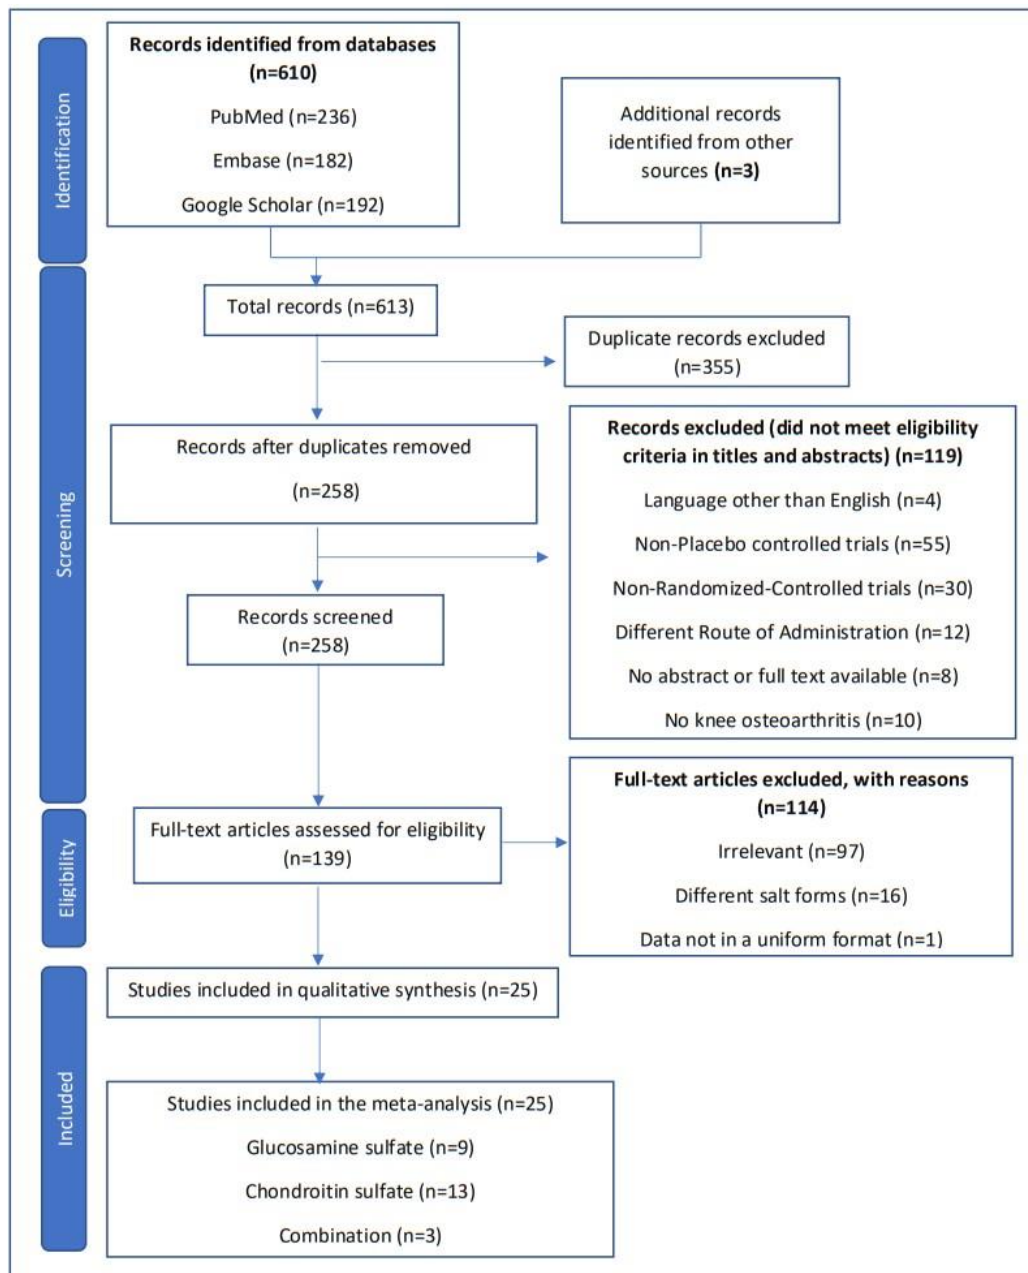 Identification
Records identified from databases
(n=610)
PubMed (n=236)
Embase (n=182)
Google Scholar (n=192)
Additional records
identified from other
sources (n=3)
Screening
Total records (n=613)
Duplicate records excluded
(n=355)
Records after duplicates removed
(n=258)
Records excluded (did not meet eligibility
criteria in titles and abstracts) (n=119)
Language other than English (n=4)
Non-Placebo controlled trials (n=55)
Non-Randomized-Controlled trials (n=30)
Different Route of Administration (n=12)
No abstract or full text available (n=8)
No knee osteoarthritis (n=10)
Records screened
(n=258)
Eligibility
Full-text articles assessed for eligibility
(n=139)
Full-text articles excluded, with reasons
(n=114)
Irrelevant (n=97)
Different salt forms (n=16)
Data not in a uniform format (n=1)
Included
Studies included in qualitative synthesis (n=25)
Studies included in the meta-analysis (n=25)
Glucosamine sulfate (n=9)
Chondroitin sulfate (n=13)
Combination (n=3)